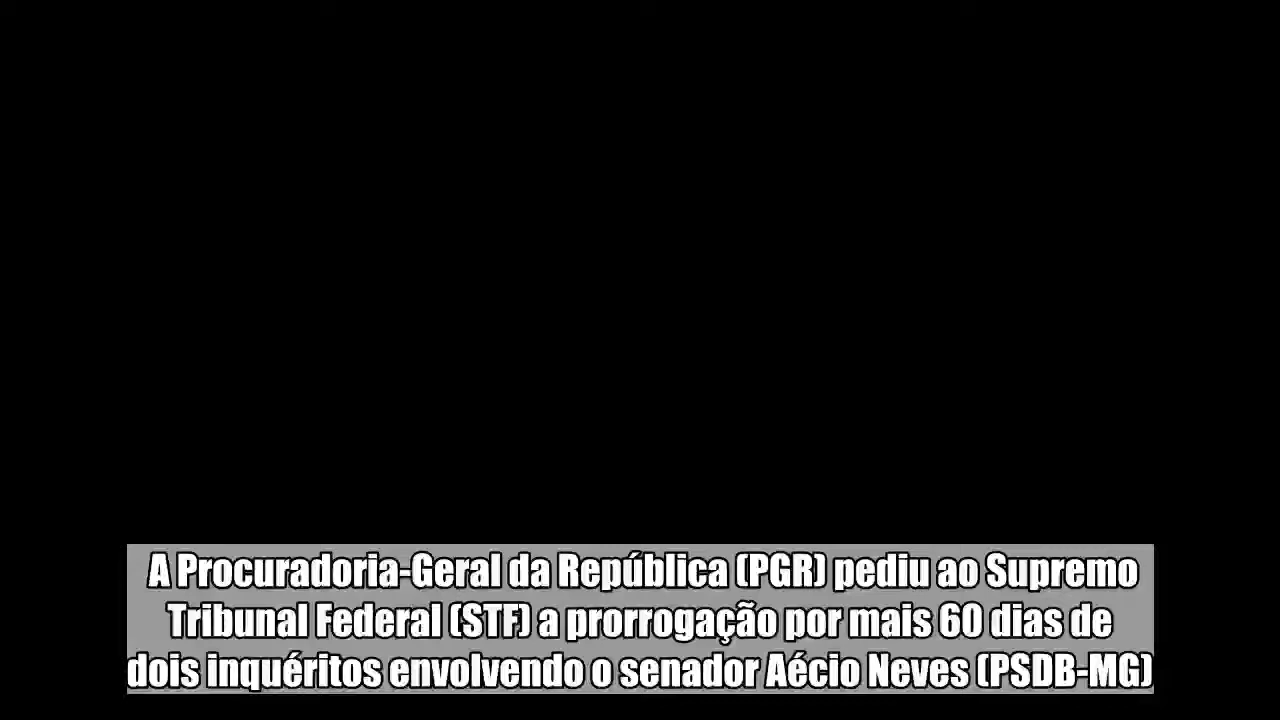 A Procuradoria-Geral da República (PGR) pediu ao Supremo
Tribunal Federal (STF) a prorrogação por mais 60 dias de
dois inquéritos envolvendo o senador Aécio Neves (PSDB-MG)